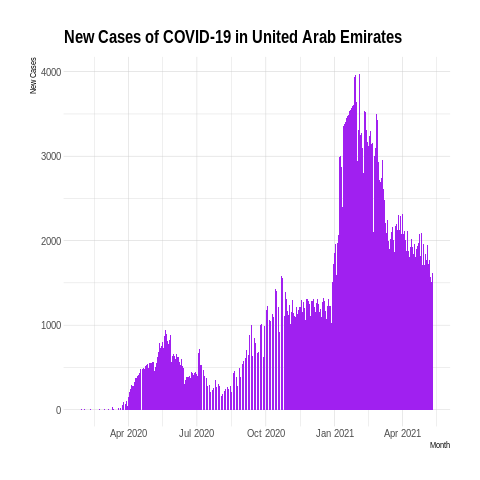 New Cases of COVID-19 in United Arab Emirates
New Cases
4000
3000
2000
1000
0
Apr 2020 Jul 2020 Oct 2020 Jan 2021 Apr 2021
Month